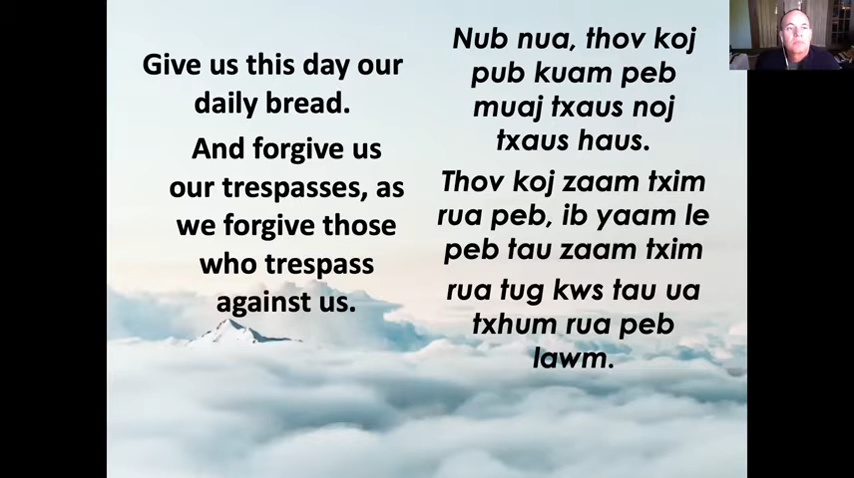 Give us this day our
daily bread.
And forgive us
our trespasses, as
we forgive those
who trespass
against us.
Nub nua, thov koj
pub kuam peb
muaj txaus noj
txaus haus.
Thov koj zaam txim
rua peb, ib yaam le
peb tau zaam txim
rua tug kws tau ua
txhum rua peb
lawm.